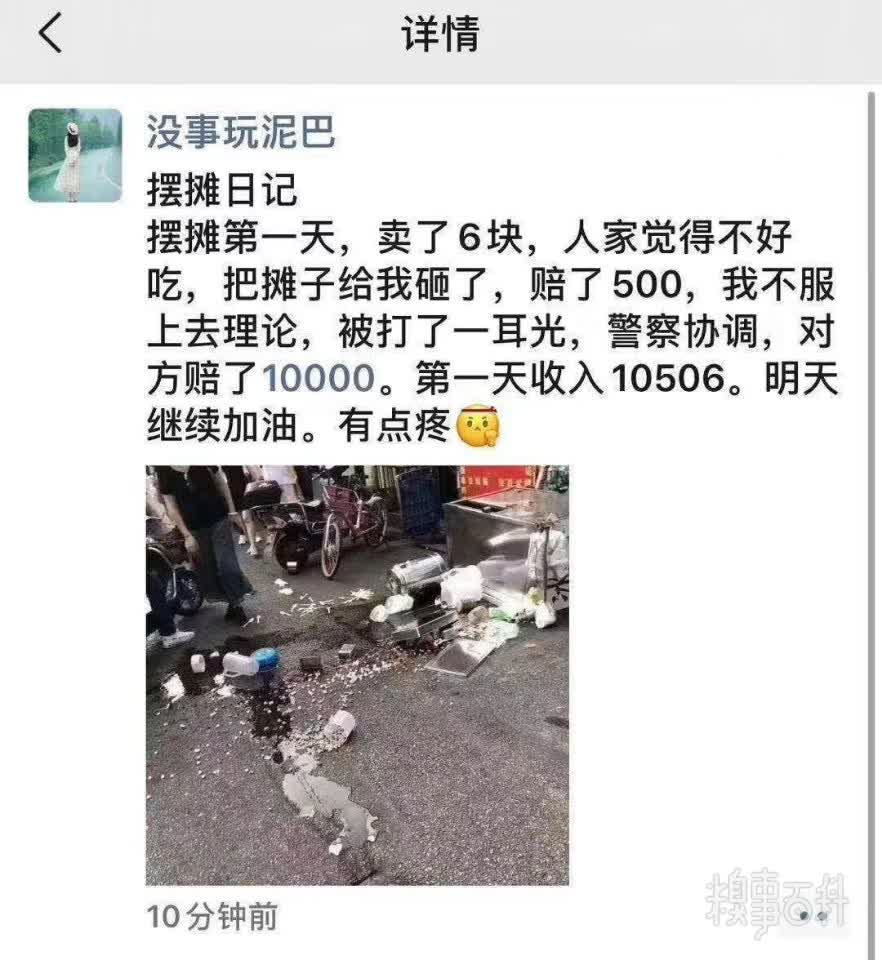 详情
没事玩泥巴
摆摊日记
摆摊第一天，卖了6块，人家觉得不好
吃，把摊子给我砸了，赔了500，我不服
上去理论，被打了一耳光，警察协调，对
方赔了10000。第一天收入10506。明天
继续加油。有点疼
10分钟前
糗事百科